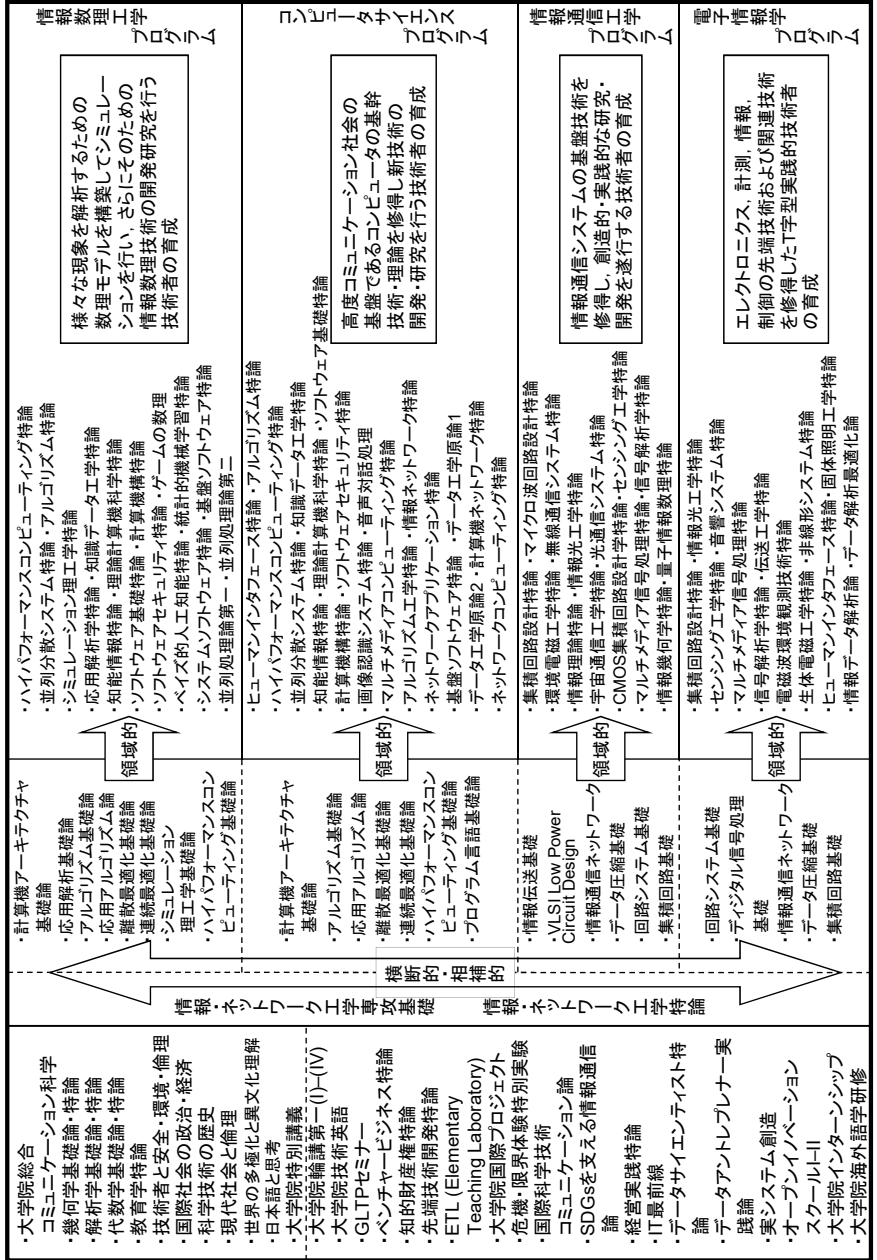 ・大学院総合
コミュニケーション科学
・幾何学基礎論・特論
・解析学基礎論・特論
・代数学基礎論・特論
・教育学特論
・技術者と安全・環境・倫理
・国際社会の政治・経済
・科学技術の歴史
・現代社会と倫理
・世界の多極化と異文化理解
・日本語と思考
・大学院特別講義
・大学院輪講第一(I)–(IV)
・大学院技術英語
・GLTPセミナー
・ベンチャービジネス特論
・知的財産権特論
・先端技術開発特論
・ETL (Elementary
Teaching Laboratory)
・大学院国際プロジェクト
・危機・限界体験特別実験
・国際科学技術
コミュニケーション論
・SDGsを支える情報通信
論
・経営実践特論
・IT最前線
・データサイエンティスト特
論
・データアントレプレナー実
践論
・実システム創造
・オープンイノベーション
スクールI–II
・大学院インターンシップ
・大学院海外語学研修
情報・ネットワーク工学専攻基礎
情報・ネットワーク工学特論
横断的・相補的
・計算機アーキテクチャ
基礎論
・応用解析基礎論
・アルゴリズム基礎論
・応用アルゴリズム論
・離散最適化基礎論
・連続最適化基礎論
・シミュレーション
理工学基礎論
・ハイパフォーマンスコン
ピューティング基礎論
領域的
・ハイパフォーマンスコンピューティング特論
・並列分散システム特論・アルゴリズム特論
・シミュレーション理工学特論
・応用解析学特論・知識データ工学特論
・知能情報特論・理論計算機科学特論
・ソフトウェア基礎特論・計算機構特論
・ソフトウェアセキュリティ特論・ゲームの数理
・ベイズ的人工知能特論・統計的機械学習特論
・システムソフトウェア特論・基盤ソフトウェア特論
・並列処理論第一・並列処理論第二
様々な現象を解析するための
数理モデルを構築してシミュレー
ションを行い，さらにそのための
情報数理技術の開発研究を行う
技術者の育成
情報数理工学
プログラム
・計算機アーキテクチャ
基礎論
・アルゴリズム基礎論
・応用アルゴリズム論
・離散最適化基礎論
・連続最適化基礎論
・ハイパフォーマンスコン
ピューティング基礎論
・プログラム言語基礎論
領域的
・ヒューマンインタフェース特論・アルゴリズム特論
・ハイパフォーマンスコンピューティング特論
・並列分散システム特論・知識データ工学特論
・知能情報特論・理論計算機科学特論・ソフトウェア基礎特論
・計算機構特論・ソフトウェアセキュリティ特論
・画像認識システム特論・音声対話処理
・マルチメディアコンピューティング特論
・アルゴリズム工学特論・情報ネットワーク特論
・ネットワークアプリケーション特論
・基盤ソフトウェア特論・データ工学原論1
・データ工学原論2・計算機ネットワーク特論
・ネットワークコンピューティング特論
高度コミュニケーション社会の
基盤であるコンピュータの基幹
技術・理論を修得し新技術の
開発・研究を行う技術者の育成
コンピュータサイエンス
プログラム
・情報伝送基礎
・VLSI Low Power
Circuit Design
・情報通信ネットワーク
・データ圧縮基礎
・回路システム基礎
・集積回路基礎
領域的
・集積回路設計特論・マイクロ波回路設計特論
・環境電磁工学特論・無線通信システム特論
・情報理論特論・情報光工学特論
・宇宙通信工学特論・光通信システム特論
・CMOS集積回路設計学特論・センシング工学特論
・マルチメディア信号処理特論・信号解析学特論
・情報幾何学特論・量子情報数理特論
情報通信システムの基盤技術を
修得し，創造的・実践的な研究・
開発を遂行する技術者の育成
情報通信工学
プログラム
・回路システム基礎
・ディジタル信号処理
基礎
・情報通信ネットワーク
・データ圧縮基礎
・集積回路基礎
領域的
・集積回路設計特論・情報光工学特論
・センシング工学特論・音響システム特論
・マルチメディア信号処理特論
・信号解析学特論・伝送工学特論
・電磁波環境観測技術特論
・生体電磁工学特論・非線形システム特論
・ヒューマンインタフェース特論・固体照明工学特論
・情報データ解析論・データ解析最適化論
エレクトロニクス，計測，情報，
制御の先端技術および関連技術
を修得したT字型実践的技術者
の育成
電子情報学
プログラム